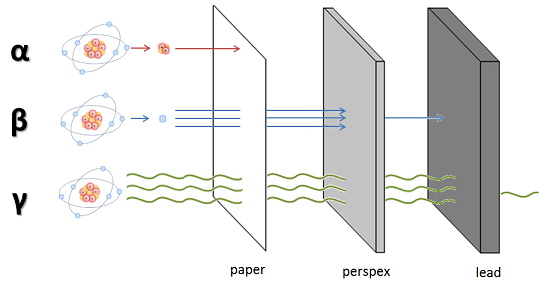 α
β
γ
paper
perspex
lead